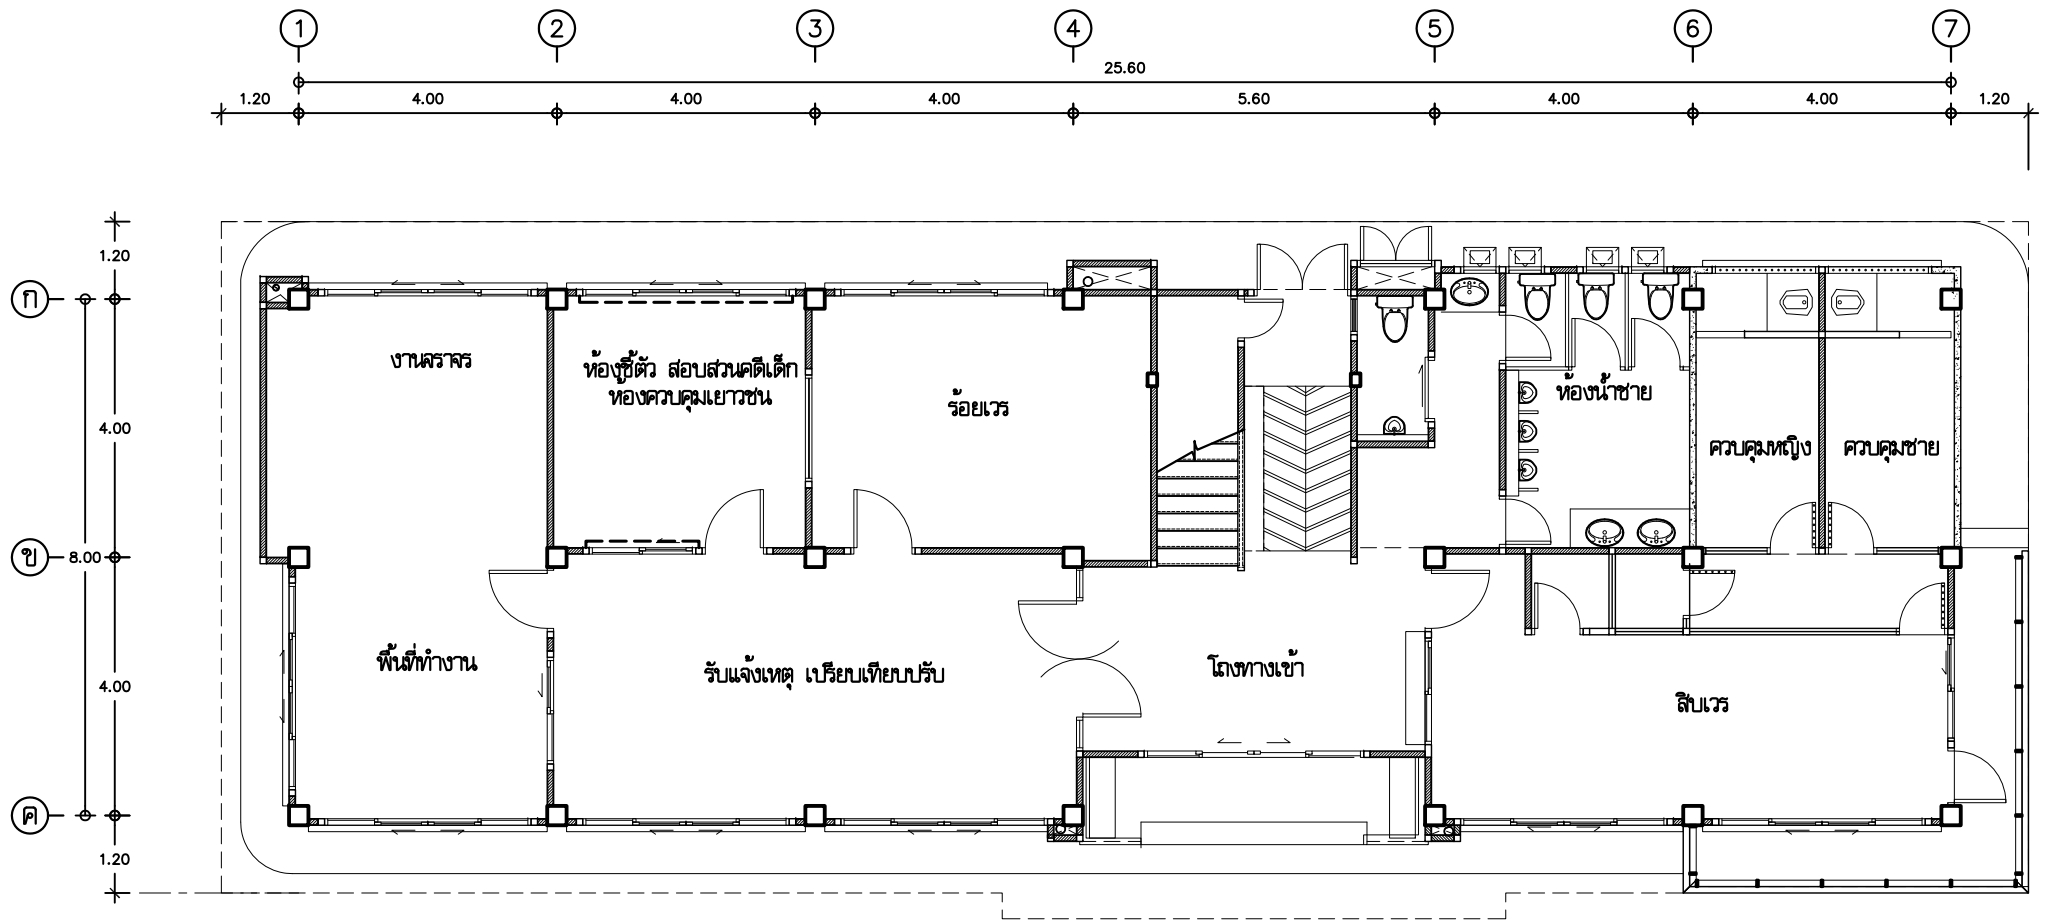 1 2 3 4 5 6 7
25.60
1.20 4.00 4.00 4.00 5.60 4.00 4.00 1.20
1.20
ก
4.00
ข
8.00
4.00
ค
1.20
งานจราจร
ห้องชี้ตัว สอบสวนคดีเด็ก
ห้องควบคุมเยาวชน
ร้อยเวร
ห้องน้ำชาย
ควบคุมหญิง
ควบคุมชาย
พื้นที่ทำงาน
รับแจ้งเหตุ เปรียบเทียบปรับ
โถงทางเข้า
สิบเวร